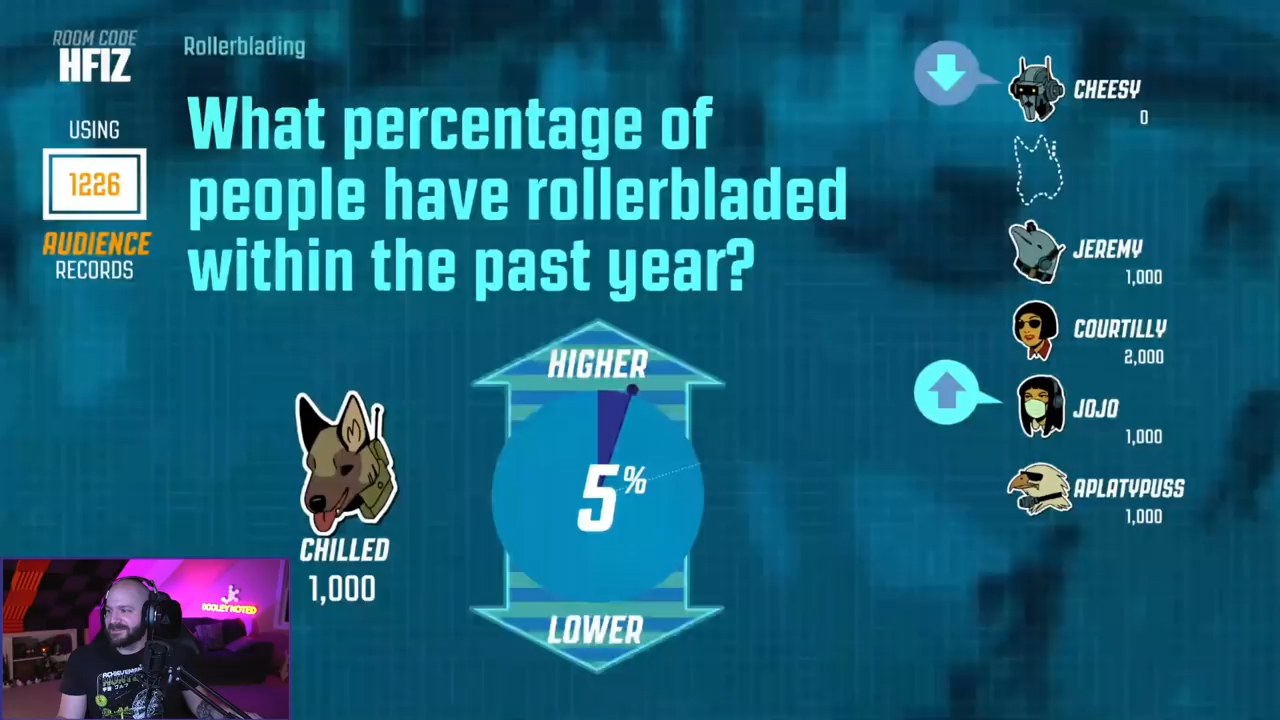 ROOM CODE
HFIZ
USING
1226
AUDIENCE
RECORDS
Rollerblading
What percentage of
people have rollerbladed
within the past year?
HIGHER
5%
LOWER
CHILLED
1,000
CHEESY
0
JEREMY
1,000
COURTILLY
2,000
JOJO
1,000
APLATYPUSS
1,000
DOOLEY NOTED